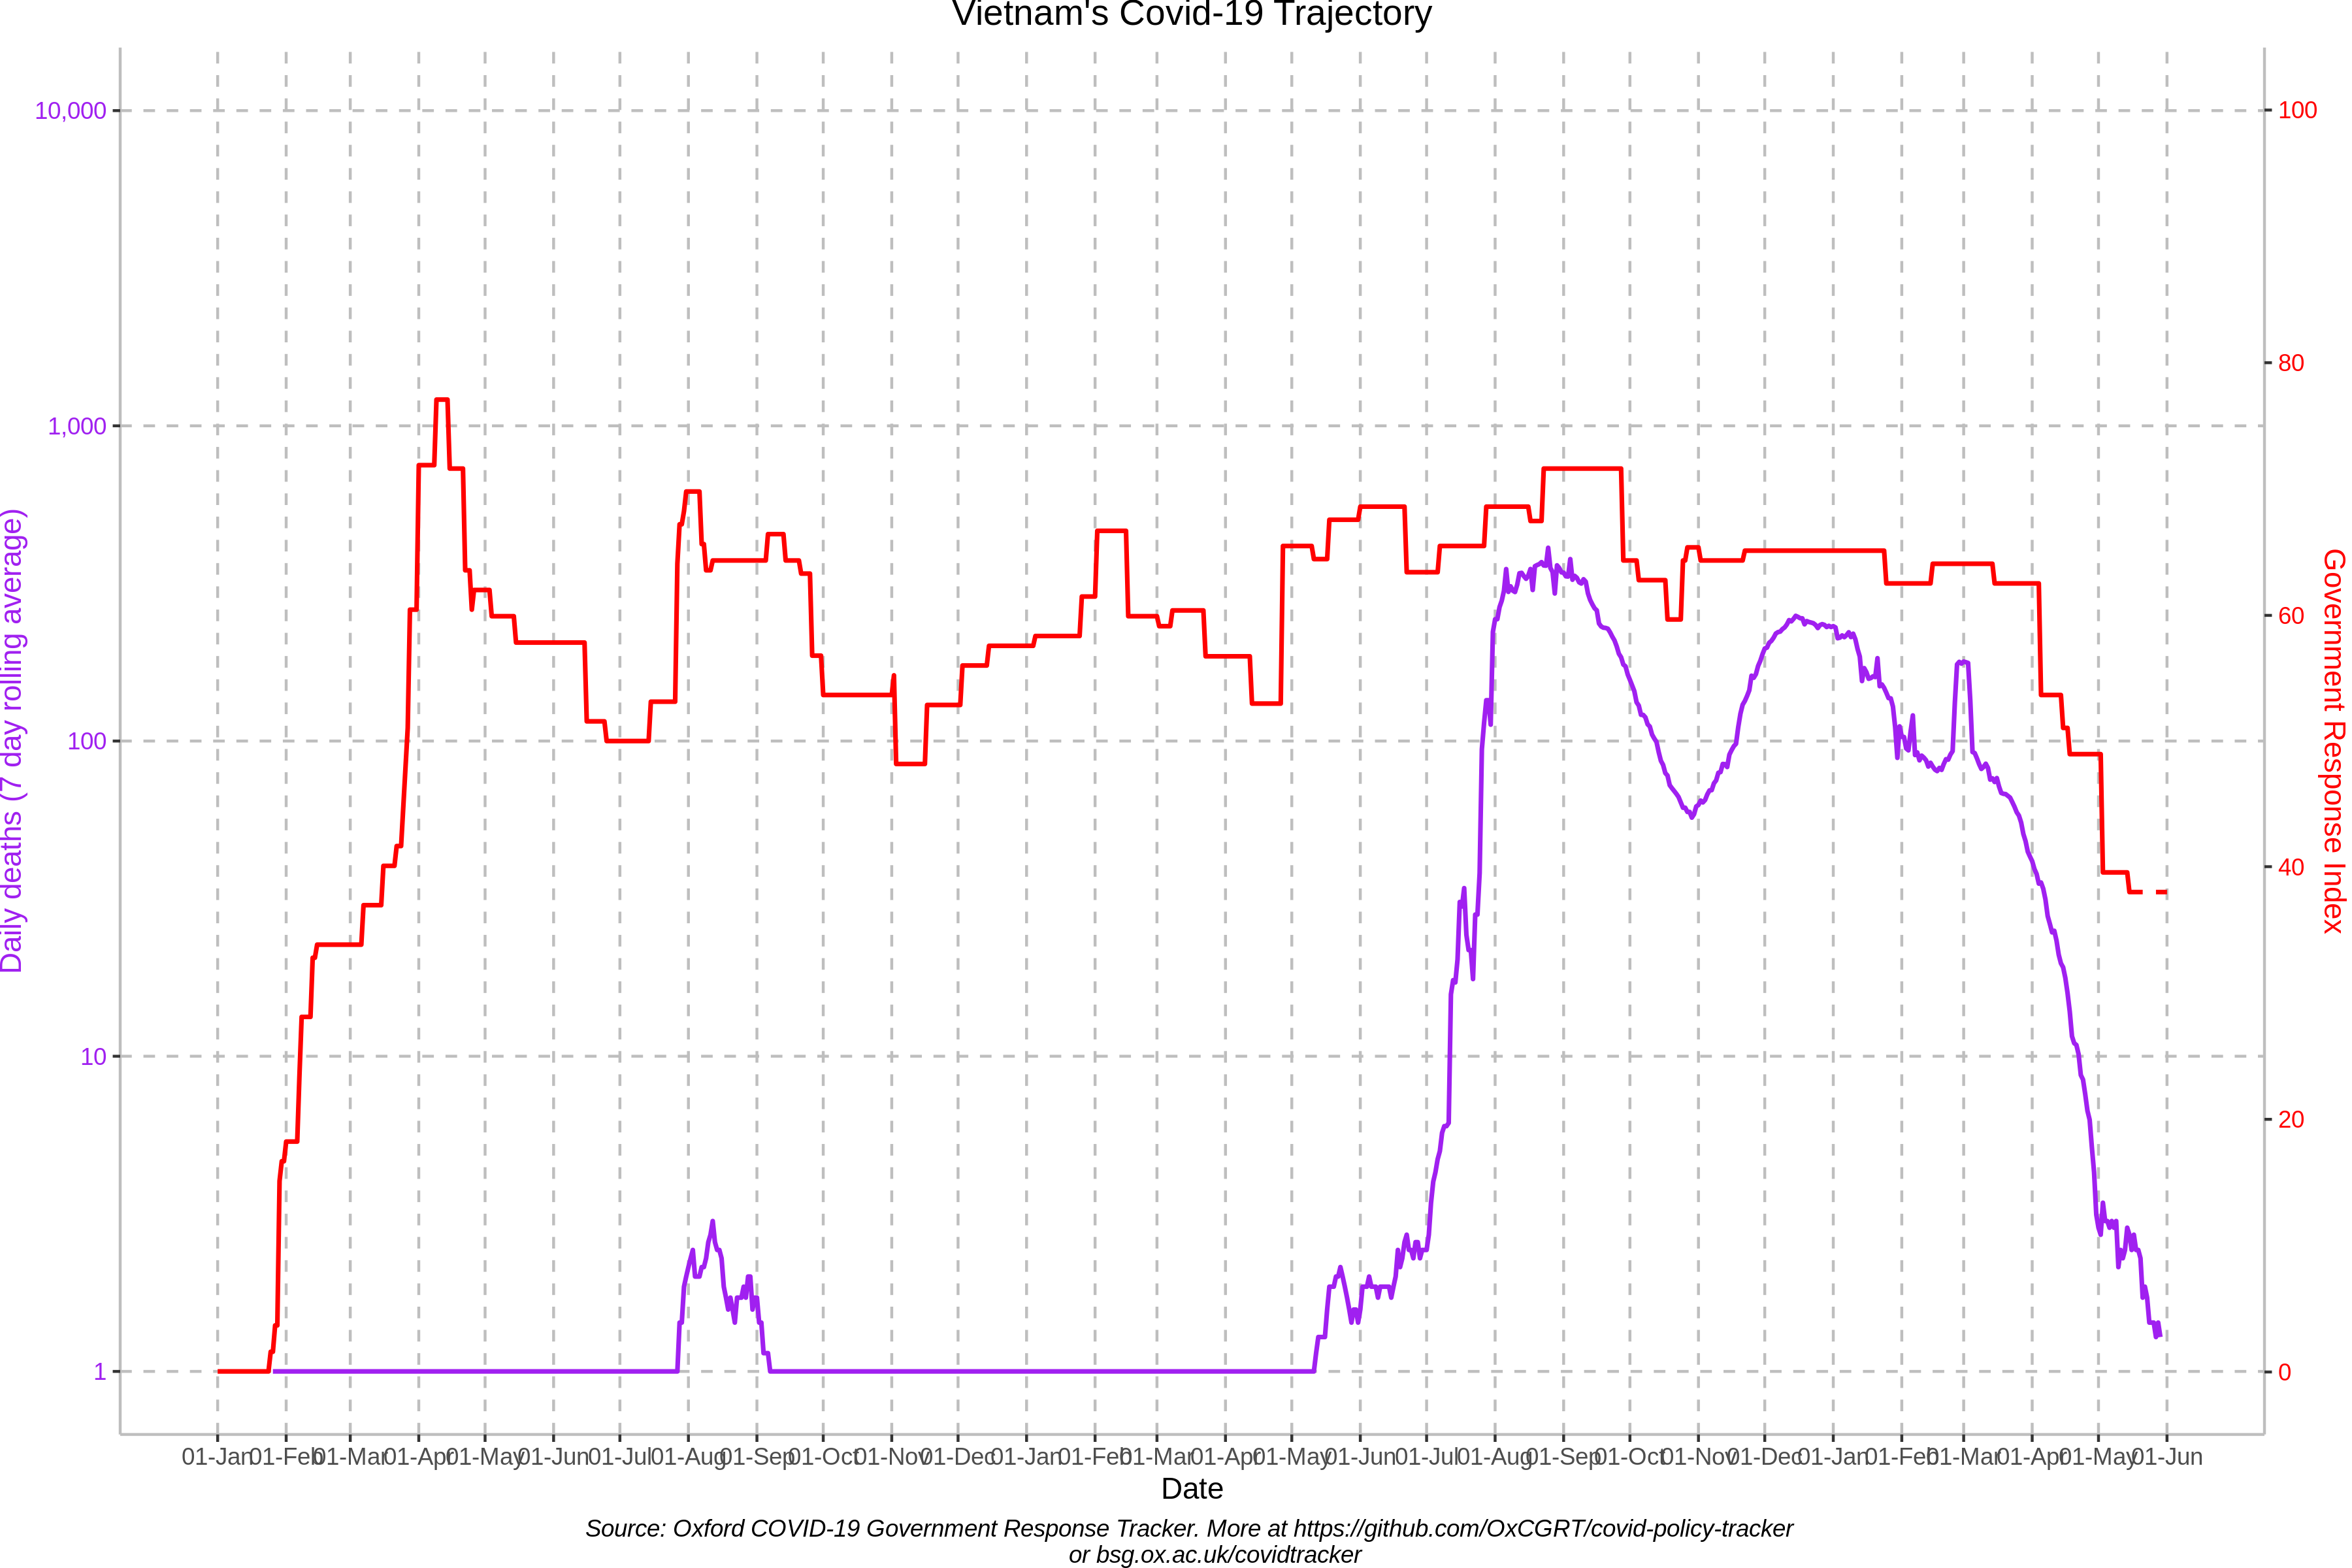 Vietnam's Covid-19 Trajectory
10,000
1,000
100
10
1
Daily deaths (7 day rolling average)
100
80
60
40
20
0
Government Response Index
01-Jan 01-Feb 01-Mar 01-Apr 01-May 01-Jun 01-Jul 01-Aug 01-Sep 01-Oct 01-Nov 01-Dec 01-Jan 01-Feb 01-Mar 01-Apr 01-May 01-Jun 01-Jul 01-Aug 01-Sep 01-Oct 01-Nov 01-Dec 01-Jan 01-Feb 01-Mar 01-Apr 01-May 01-Jun
Date
Source: Oxford COVID-19 Government Response Tracker. More at https://github.com/OxCGRT/covid-policy-tracker
or bsg.ox.ac.uk/covidtracker